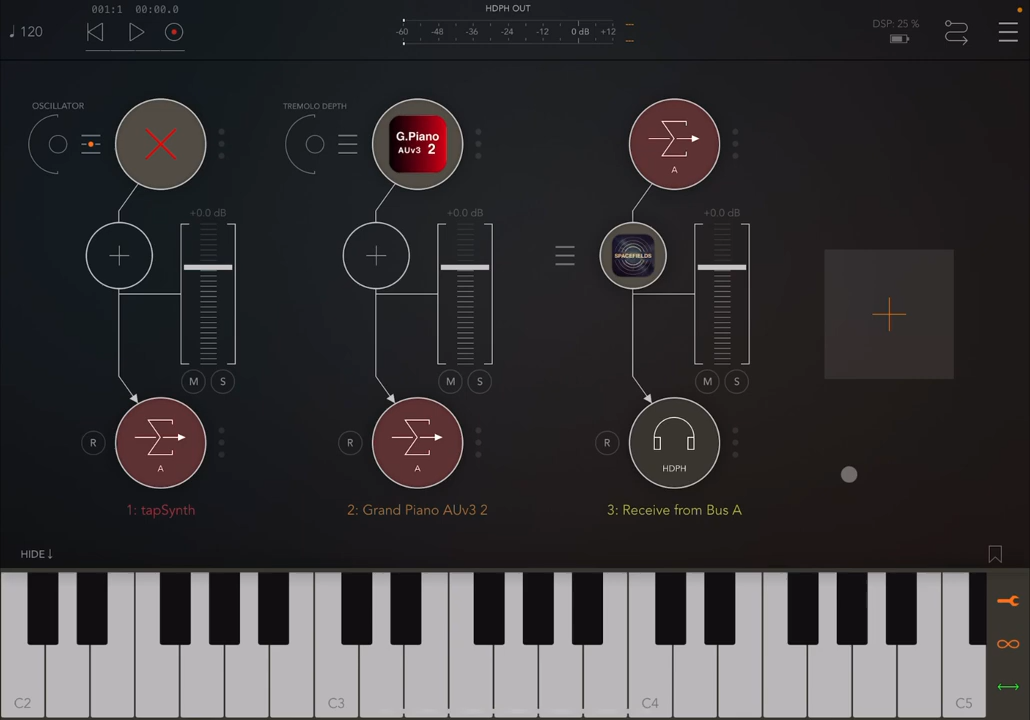 001:1 00:00.0
HDPH OUT
♩ 120
-60 -48 -36 -24 -12 0 dB +12
DSP: 25 %
OSCILLATOR
TREMOLO DEPTH
G.Piano
AUv3 2
A
+0.0 dB
+0.0 dB
+0.0 dB
SPACEFIELDS
M S
M S
M S
R
A
R
A
R
HDPH
1: tapSynth
2: Grand Piano AUv3 2
3: Receive from Bus A
HIDE↓
C2
C3
C4
C5